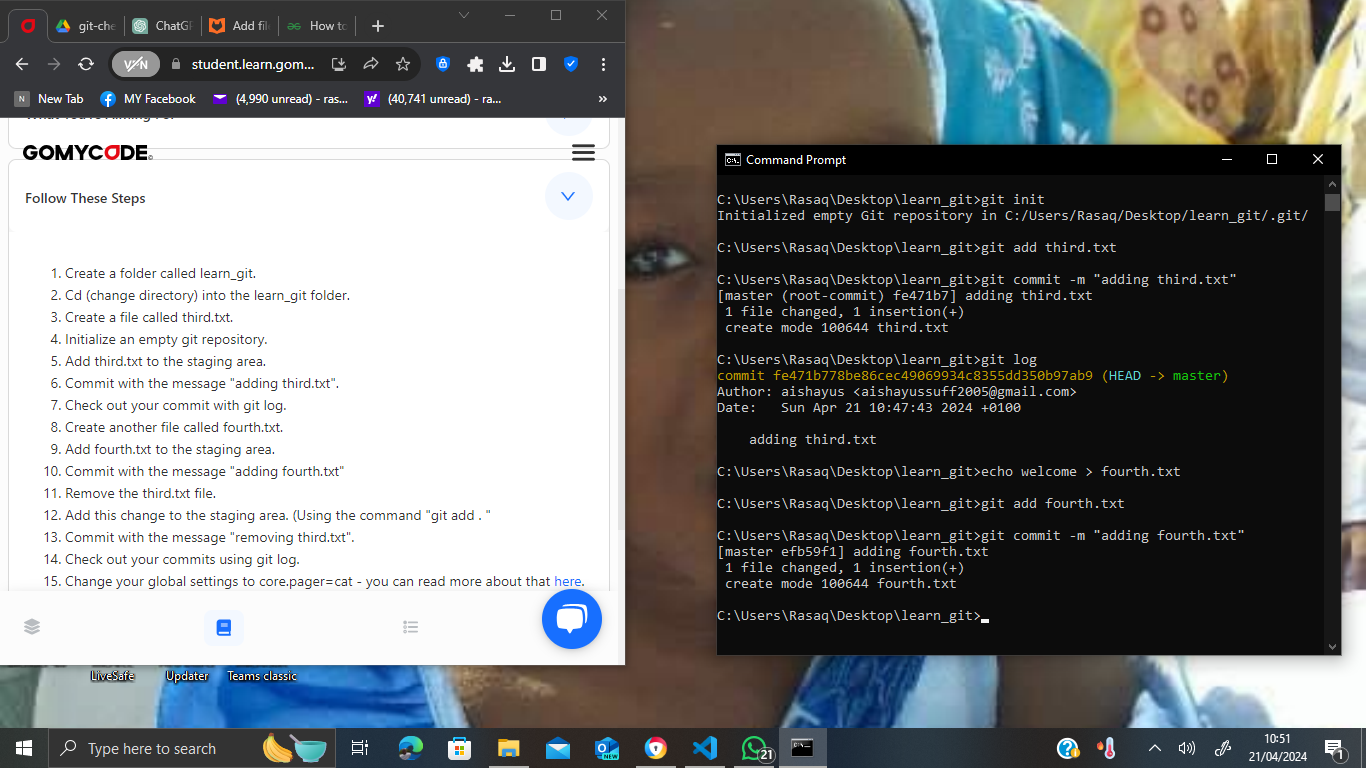 git-che
ChatGP
Add file
How to
VPN
student.learn.gom...
N New Tab
MY Facebook
(4,990 unread) - ras...
(40,741 unread) - ra...
»
GOMYCODE
Follow These Steps
1. Create a folder called learn_git.
2. Cd (change directory) into the learn_git folder.
3. Create a file called third.txt.
4. Initialize an empty git repository.
5. Add third.txt to the staging area.
6. Commit with the message "adding third.txt".
7. Check out your commit with git log.
8. Create another file called fourth.txt.
9. Add fourth.txt to the staging area.
10. Commit with the message "adding fourth.txt"
11. Remove the third.txt file.
12. Add this change to the staging area. (Using the command "git add . "
13. Commit with the message "removing third.txt".
14. Check out your commits using git log.
15. Change your global settings to core.pager=cat - you can read more about that here.
Command Prompt
C:\Users\Rasaq\Desktop\learn_git>git init
Initialized empty Git repository in C:/Users/Rasaq/Desktop/learn_git/.git/
C:\Users\Rasaq\Desktop\learn_git>git add third.txt
C:\Users\Rasaq\Desktop\learn_git>git commit -m "adding third.txt"
[master (root-commit) fe471b7] adding third.txt
1 file changed, 1 insertion(+)
create mode 100644 third.txt
C:\Users\Rasaq\Desktop\learn_git>git log
commit fe471b778be86cec49069934c8355dd350b97ab9 (HEAD -> master)
Author: aishayus <aishayussuff2005@gmail.com>
Date:   Sun Apr 21 10:47:43 2024 +0100
adding third.txt
C:\Users\Rasaq\Desktop\learn_git>echo welcome > fourth.txt
C:\Users\Rasaq\Desktop\learn_git>git add fourth.txt
C:\Users\Rasaq\Desktop\learn_git>git commit -m "adding fourth.txt"
[master efb59f1] adding fourth.txt
1 file changed, 1 insertion(+)
create mode 100644 fourth.txt
C:\Users\Rasaq\Desktop\learn_git>
LiveSafe
Updater
Teams classic
Type here to search
NEW
21
10:51
21/04/2024
1